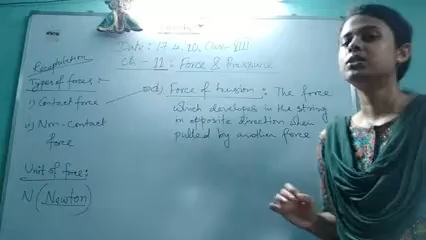 Date: 17.4.20, Class-VIII
Ch - 11 : Force & Pressure
Recapitulation
Types of forces :-
i) Contact force
ii) Non-Contact
force
Unit of force:
N (Newton)
d) Force of tension : The force
which developes in the string
in opposite direction when
pulled by another force